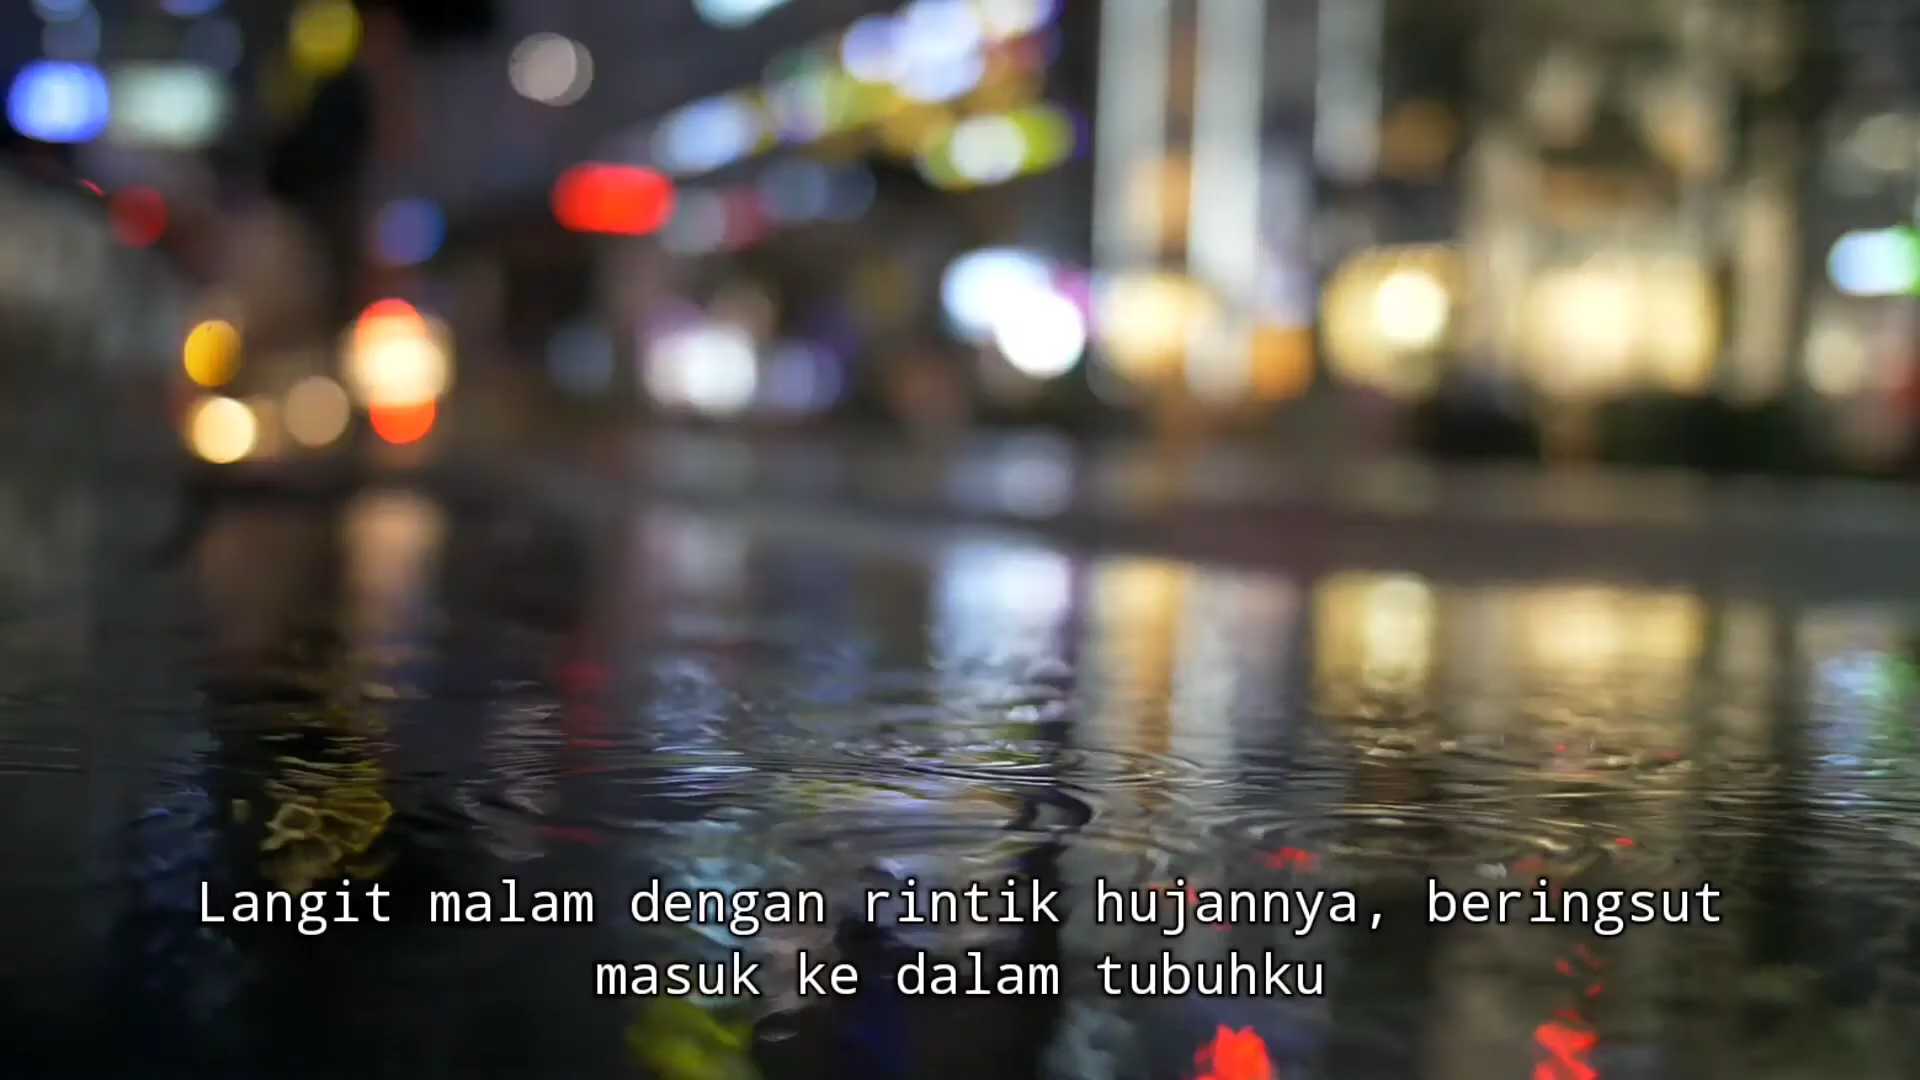 Langit malam dengan rintik hujannya, beringsut
masuk ke dalam tubuhku